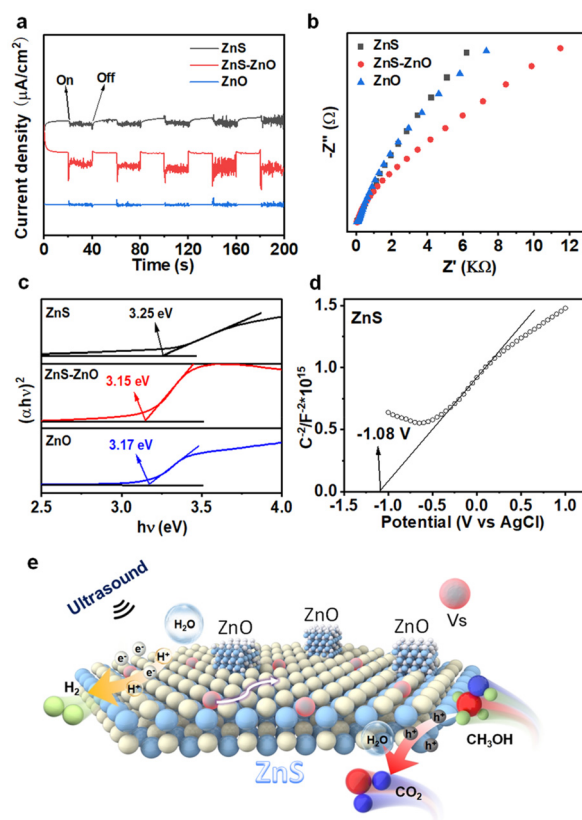 a
ZnS
ZnS-ZnO
ZnO
On
Off
Current density (μA/cm²)
0 40 80 120 160 200
Time (s)
b
ZnS
ZnS-ZnO
ZnO
-Z'' (Ω)
0 2 4 6 8 10 12
Z' (KΩ)
c
ZnS
3.25 eV
ZnS-ZnO
3.15 eV
ZnO
3.17 eV
(αhν)²
2.5 3.0 3.5 4.0
hν (eV)
d
ZnS
1.5
1.0
0.5
0.0
C⁻²/F⁻²*10¹⁵
-1.08 V
-1.5 -1.0 -0.5 0.0 0.5 1.0
Potential (V vs AgCl)
e
Ultrasound
H₂O
ZnO
ZnO
ZnO
Vs
e⁻
e⁻
e⁻
H⁺
H⁺
H₂
H₂O
h⁺
h⁺
h⁺
CH₃OH
CO₂
ZnS